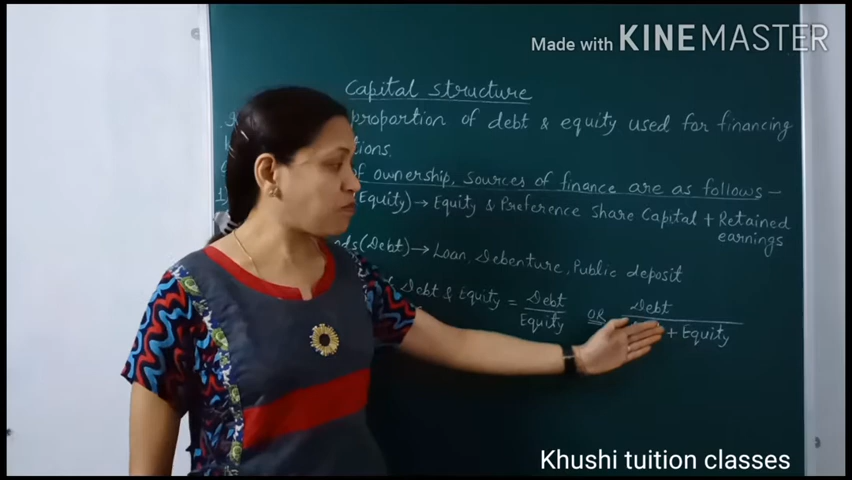 Made with KINEMASTER
Capital structure
proportion of debt & equity used for financing
tions.
of ownership, sources of finance are as follows -
1) (Equity) → Equity & Preference Share Capital + Retained
earnings
(Debt) → Loan, Debenture, Public deposit
Debt & Equity = Debt / Equity OR Debt / + Equity
Khushi tuition classes